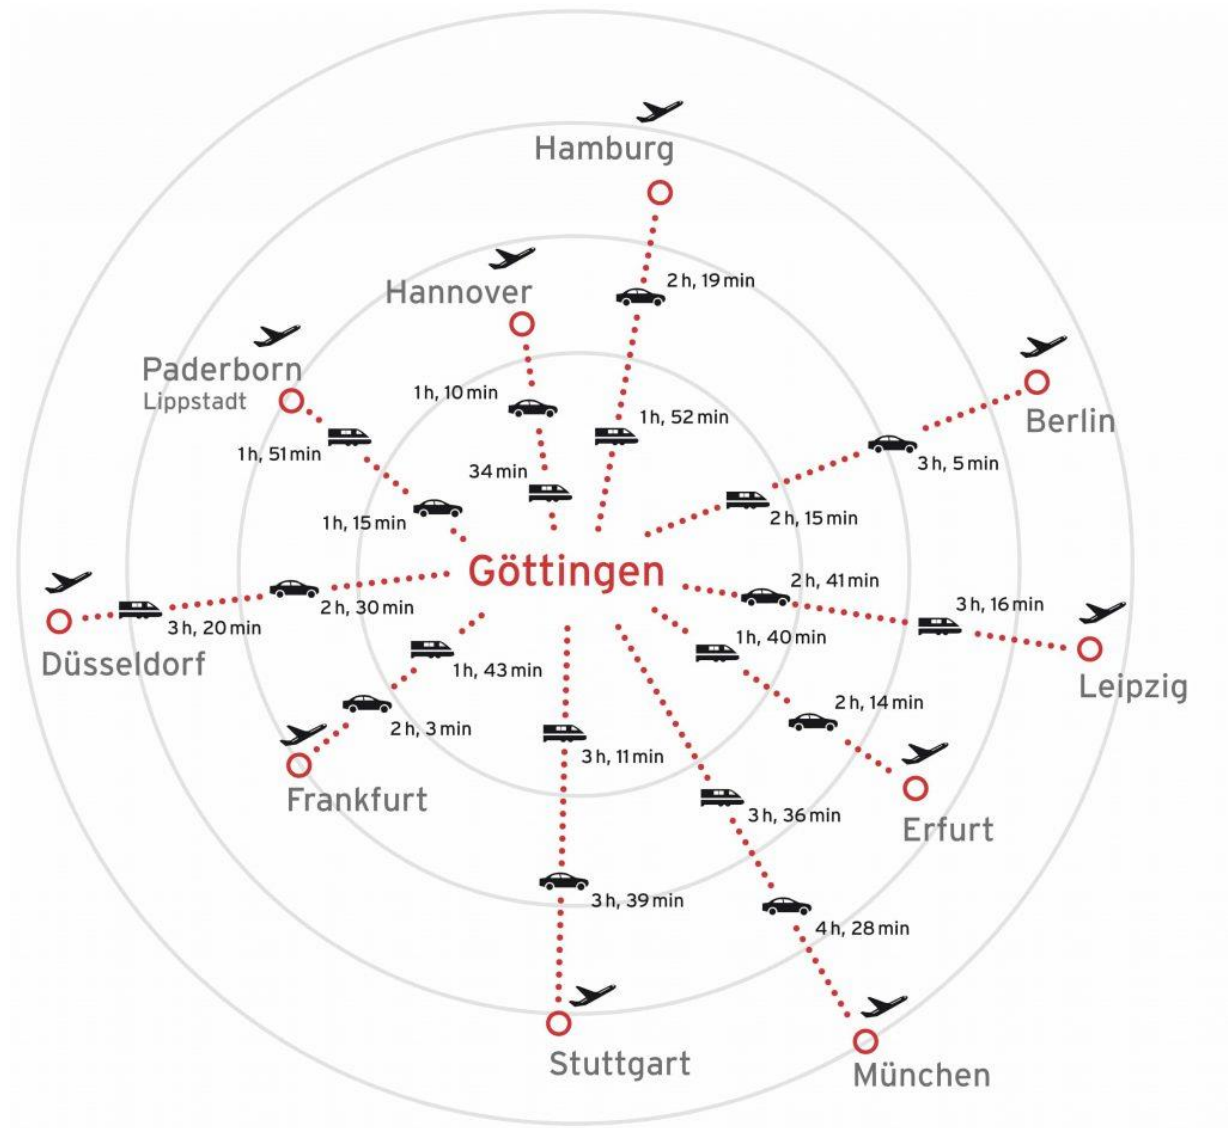 Hamburg
2 h, 19 min
1 h, 52 min
Hannover
1 h, 10 min
34 min
Paderborn
Lippstadt
1 h, 51 min
1 h, 15 min
Berlin
3 h, 5 min
2 h, 15 min
Göttingen
Düsseldorf
3 h, 20 min
2 h, 30 min
2 h, 41 min
3 h, 16 min
Leipzig
1 h, 40 min
2 h, 14 min
Erfurt
1 h, 43 min
2 h, 3 min
Frankfurt
3 h, 11 min
3 h, 39 min
Stuttgart
3 h, 36 min
4 h, 28 min
München